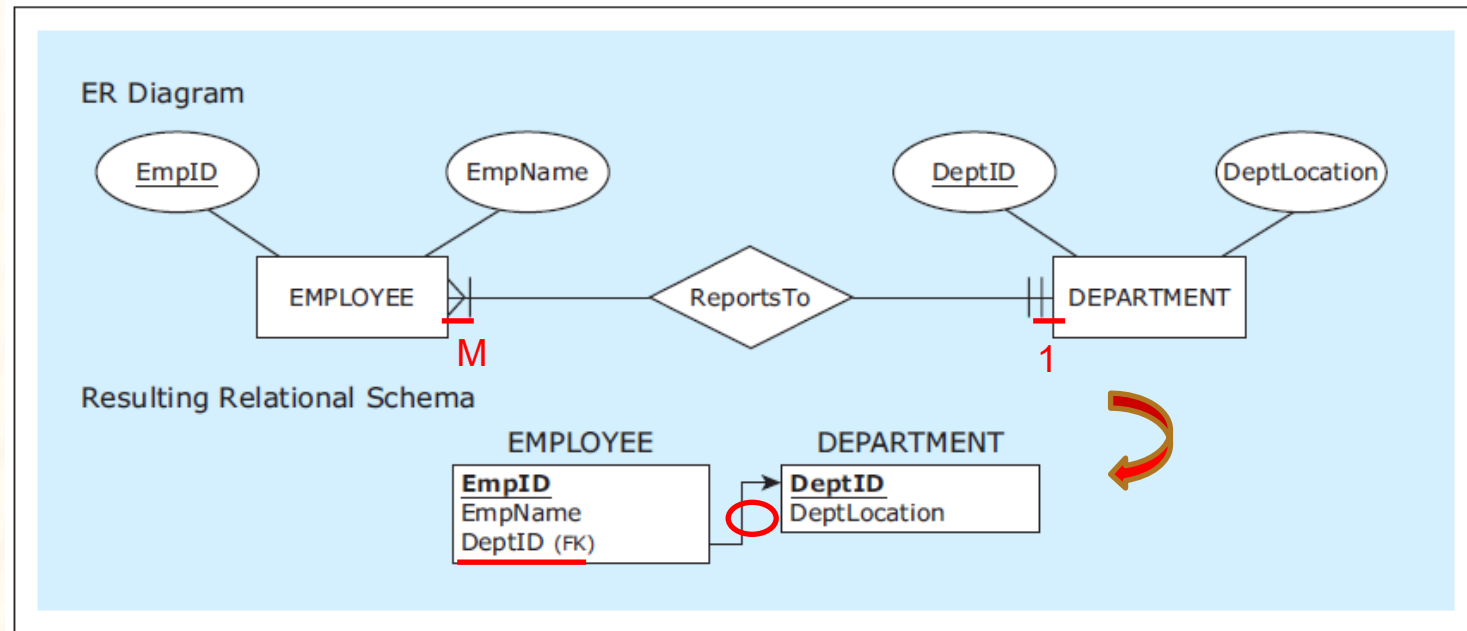 ER Diagram
EmpID
EmpName
DeptID
DeptLocation
EMPLOYEE
ReportsTo
DEPARTMENT
M
1
Resulting Relational Schema
EMPLOYEE
EmpID
EmpName
DeptID (FK)
DEPARTMENT
DeptID
DeptLocation